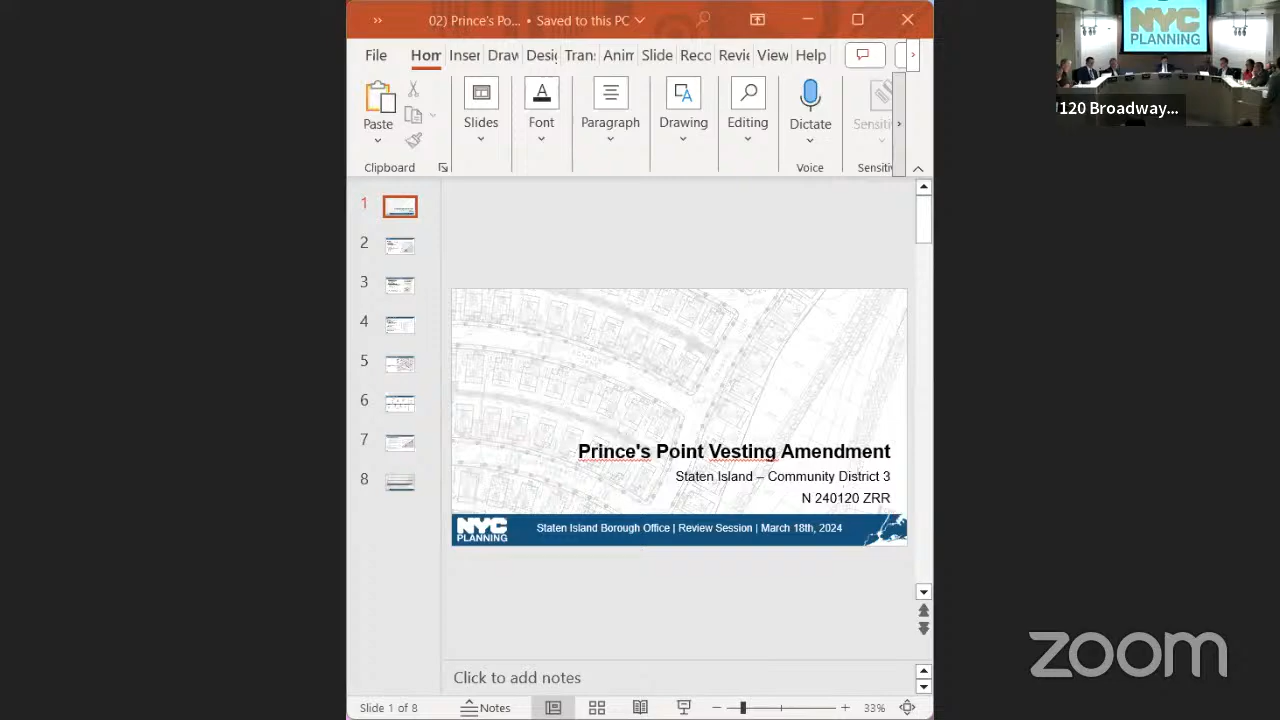 02) Prince's Po... • Saved to this PC
File Hom Inser Draw Desig Trans Anim Slide Reco Revie View Help
Paste
Slides
Font
Paragraph
Drawing
Editing
Dictate
Sensiti
Clipboard
Voice
Sensitiv
1
2
3
4
5
6
7
8
Prince's Point Vesting Amendment
Staten Island – Community District 3
N 240120 ZRR
NYC
PLANNING
Staten Island Borough Office | Review Session | March 18th, 2024
Click to add notes
Slide 1 of 8
Notes
33%
NYC
PLANNING
120 Broadway...
zoom